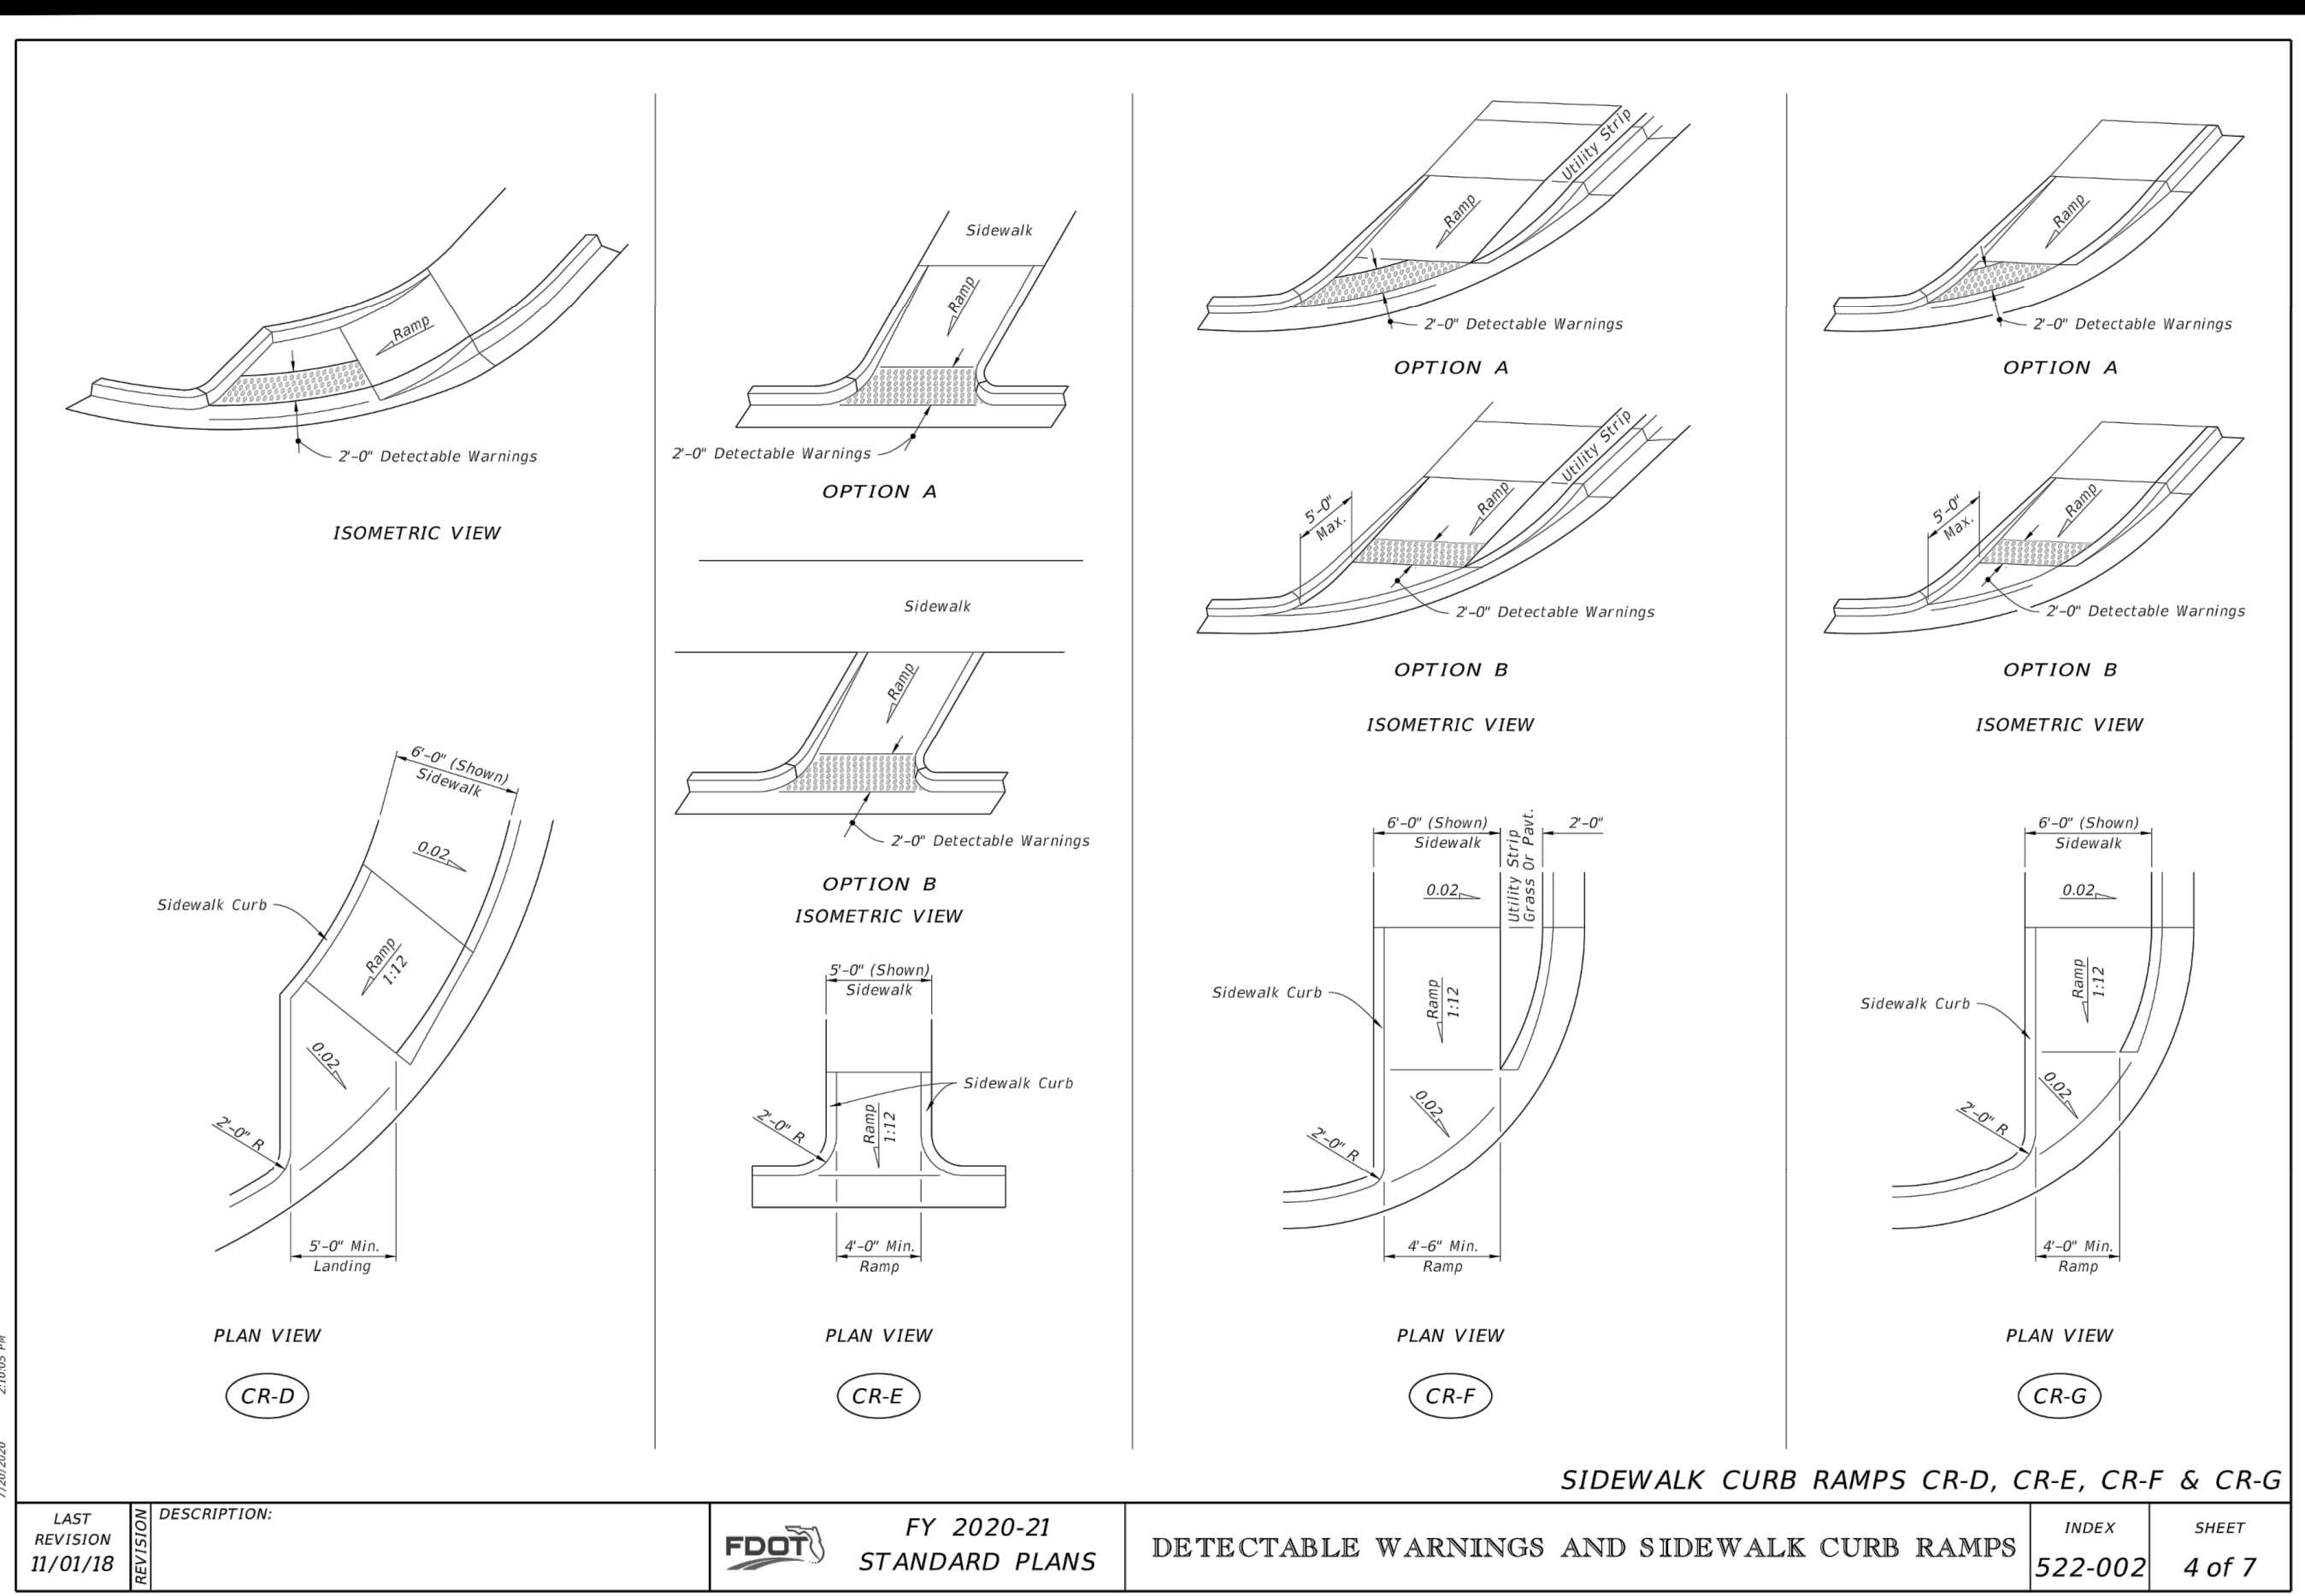 Ramp
2'-0" Detectable Warnings
ISOMETRIC VIEW
6'-0" (Shown)
Sidewalk
0.02
Sidewalk Curb
Ramp
1:12
0.02
2'-0" R
5'-0" Min.
Landing
PLAN VIEW
CR-D
Sidewalk
Ramp
2'-0" Detectable Warnings
OPTION A
Sidewalk
Ramp
2'-0" Detectable Warnings
OPTION B
ISOMETRIC VIEW
5'-0" (Shown)
Sidewalk
Sidewalk Curb
2'-0" R
Ramp
1:12
4'-0" Min.
Ramp
PLAN VIEW
CR-E
Utility Strip
Ramp
2'-0" Detectable Warnings
OPTION A
Utility Strip
5'-0"
Max.
Ramp
2'-0" Detectable Warnings
OPTION B
ISOMETRIC VIEW
6'-0" (Shown)
Sidewalk
Utility Strip
Grass Or Pavt.
2'-0"
0.02
Sidewalk Curb
Ramp
1:12
0.02
2'-0" R
4'-6" Min.
Ramp
PLAN VIEW
CR-F
Ramp
2'-0" Detectable Warnings
OPTION A
5'-0"
Max.
Ramp
2'-0" Detectable Warnings
OPTION B
ISOMETRIC VIEW
6'-0" (Shown)
Sidewalk
0.02
Sidewalk Curb
Ramp
1:12
0.02
2'-0" R
4'-0" Min.
Ramp
PLAN VIEW
CR-G
SIDEWALK CURB RAMPS CR-D, CR-E, CR-F & CR-G
7/20/2020
LAST
REVISION
11/01/18
REVISION
DESCRIPTION:
FDOT
FY 2020-21
STANDARD PLANS
DETECTABLE WARNINGS AND SIDEWALK CURB RAMPS
INDEX
522-002
SHEET
4 of 7